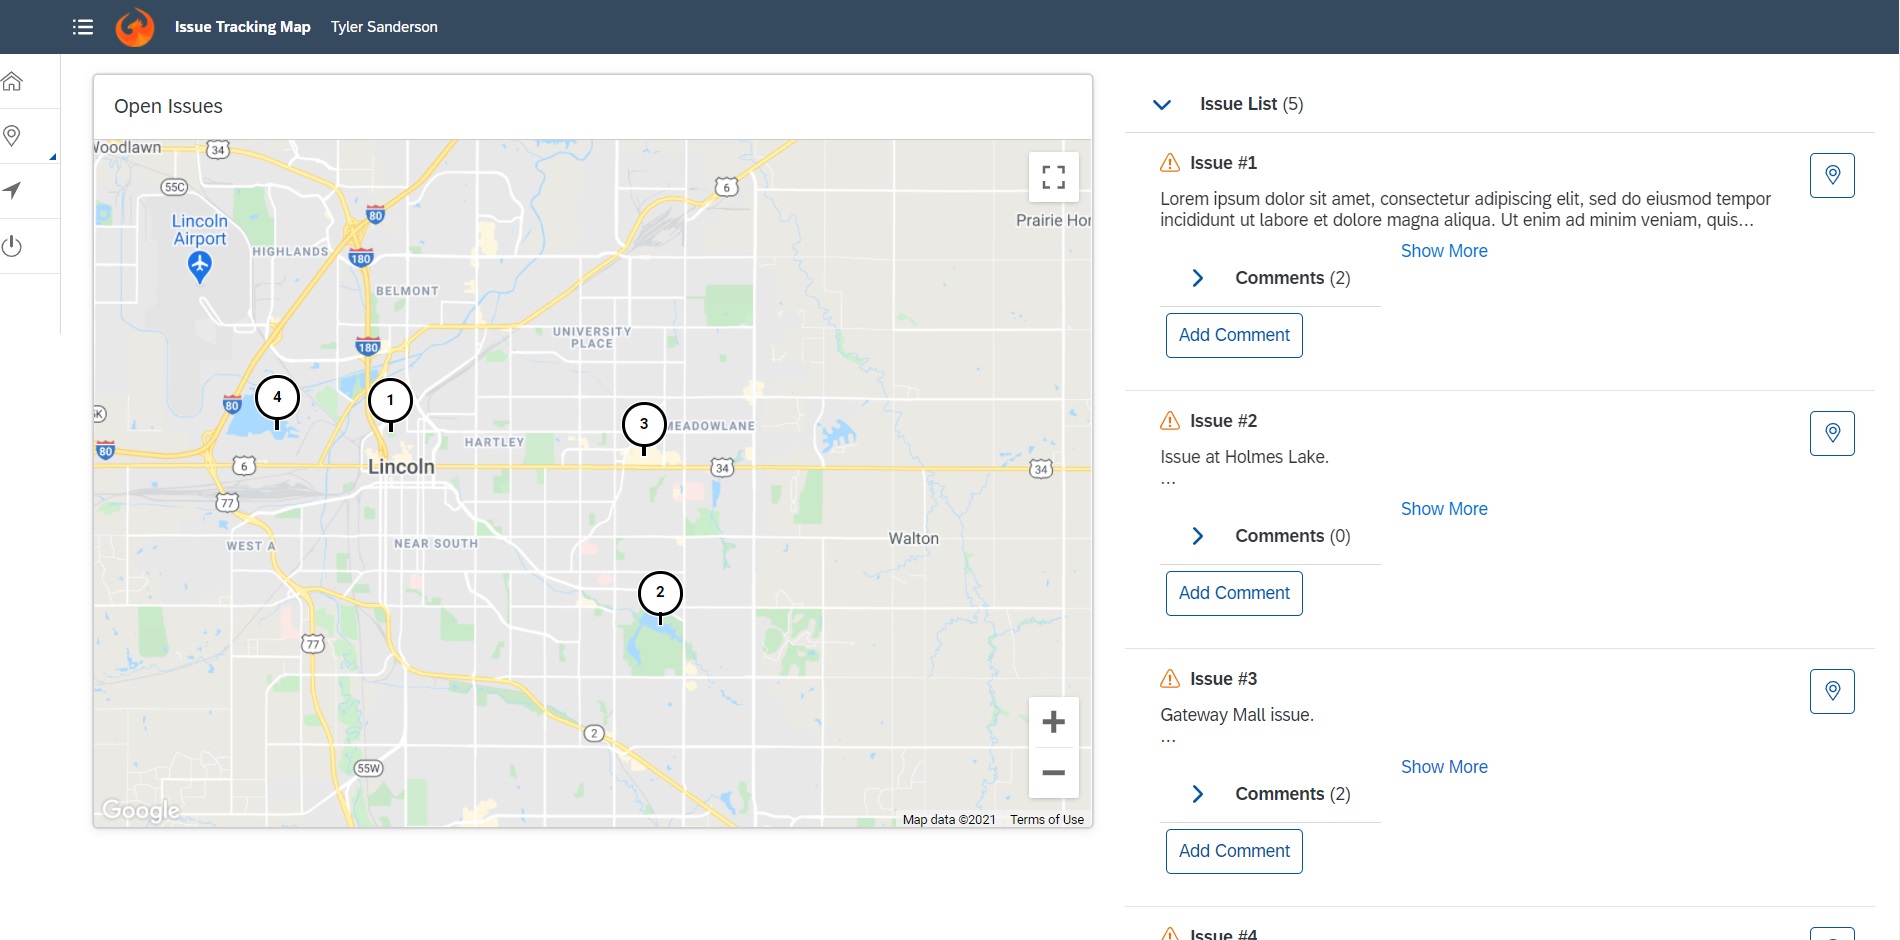 Issue Tracking Map Tyler Sanderson
Open Issues
Woodlawn
34
55C
6
80
Lincoln
Airport
Prairie Hor
HIGHLANDS
180
BELMONT
UNIVERSITY
PLACE
180
4
1
80
3
MEADOWLANE
HARTLEY
80
6
Lincoln
34
34
77
WEST A
NEAR SOUTH
Walton
2
77
2
55W
Google
Map data ©2021 Terms of Use
Issue List (5)
Issue #1
Lorem ipsum dolor sit amet, consectetur adipiscing elit, sed do eiusmod tempor
incididunt ut labore et dolore magna aliqua. Ut enim ad minim veniam, quis...
Show More
Comments (2)
Add Comment
Issue #2
Issue at Holmes Lake.
...
Show More
Comments (0)
Add Comment
Issue #3
Gateway Mall issue.
...
Show More
Comments (2)
Add Comment
Issue #4